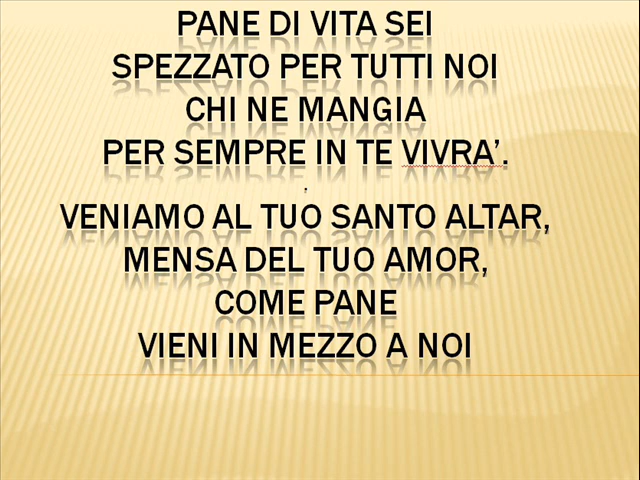 PANE DI VITA SEI
SPEZZATO PER TUTTI NOI
CHI NE MANGIA
PER SEMPRE IN TE VIVRA’.
.
VENIAMO AL TUO SANTO ALTAR,
MENSA DEL TUO AMOR,
COME PANE
VIENI IN MEZZO A NOI